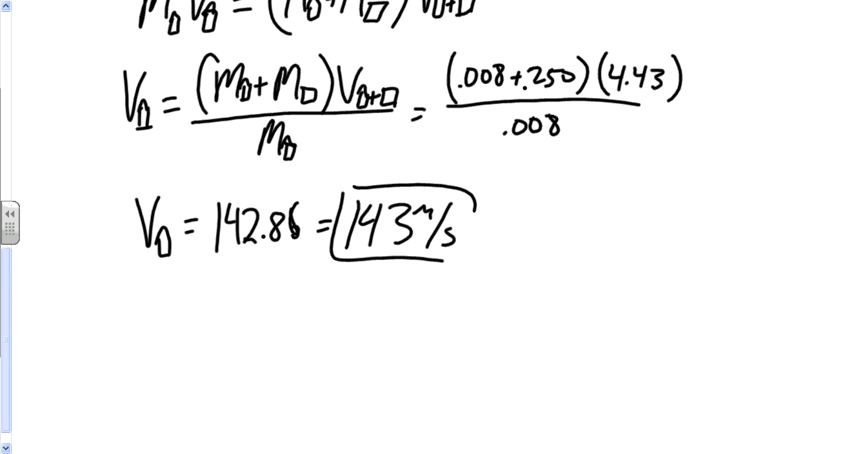 M▯V▯ = (M▯+M▯)V▯+▯
V▯ = (M▯+M▯)V▯+▯ / M▯ = (.008+.250)(4.43) / .008
V▯ = 142.86 = 143 m/s